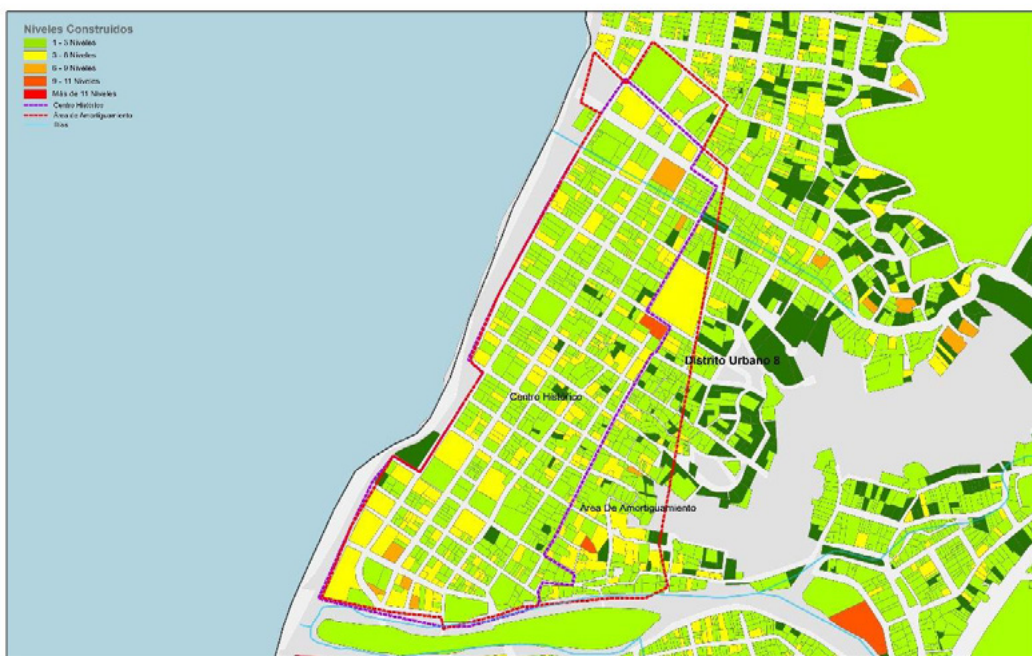 Niveles Construidos
1 - 3 Niveles
3 - 6 Niveles
6 - 9 Niveles
9 - 11 Niveles
Más de 11 Niveles
Centro Histórico
Área de Amortiguamiento
Ríos
Distrito Urbano 8
Centro Histórico
Área De Amortiguamiento